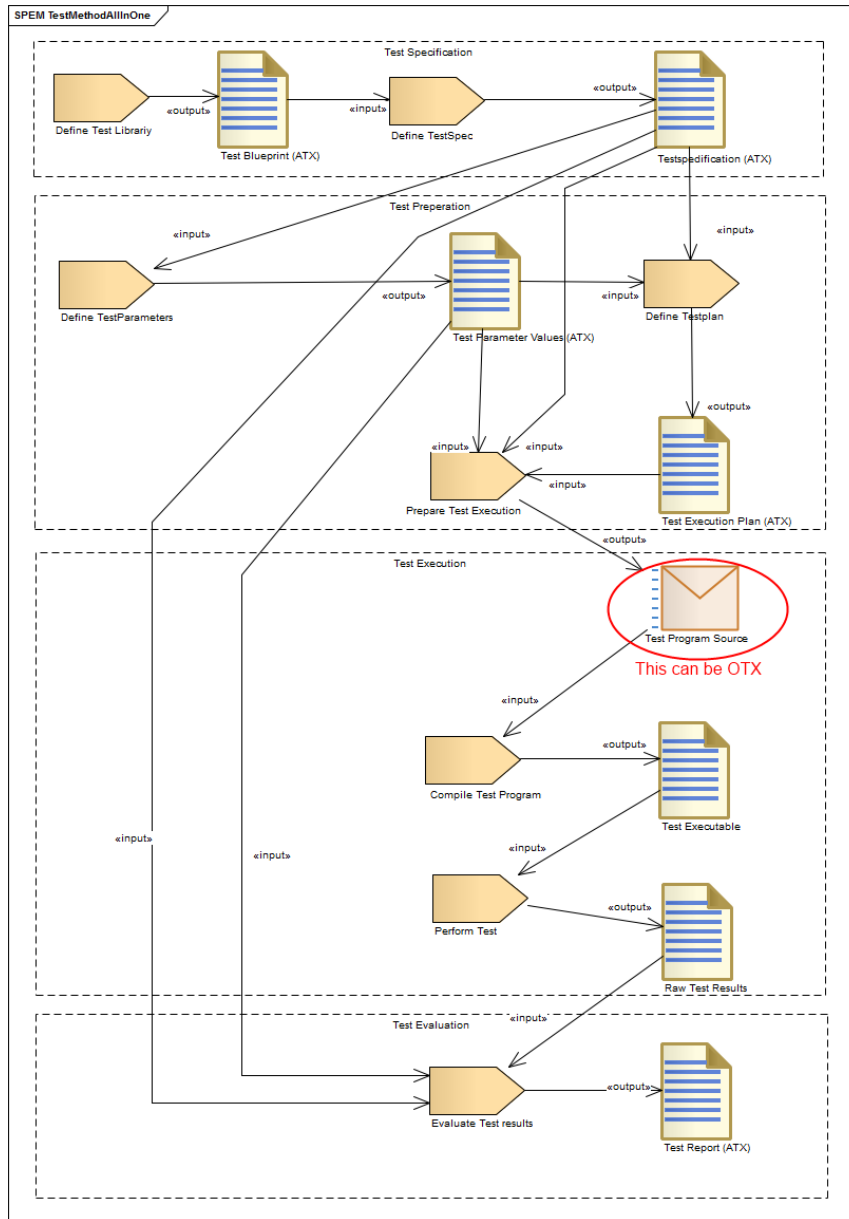 SPEM TestMethodAllInOne
Test Specification
«output»
«input»
«output»
Define Test Librariy
Test Blueprint (ATX)
Define TestSpec
Testspedification (ATX)
Test Preperation
«input»
«input»
«output»
«input»
Define TestParameters
Test Parameter Values (ATX)
Define Testplan
«output»
«input»
«input»
«input»
Prepare Test Execution
Test Execution Plan (ATX)
«output»
Test Execution
Test Program Source
This can be OTX
«input»
«output»
Compile Test Program
Test Executable
«input»
«input»
«input»
«output»
Perform Test
Raw Test Results
Test Evaluation
«input»
«output»
Evaluate Test results
Test Report (ATX)